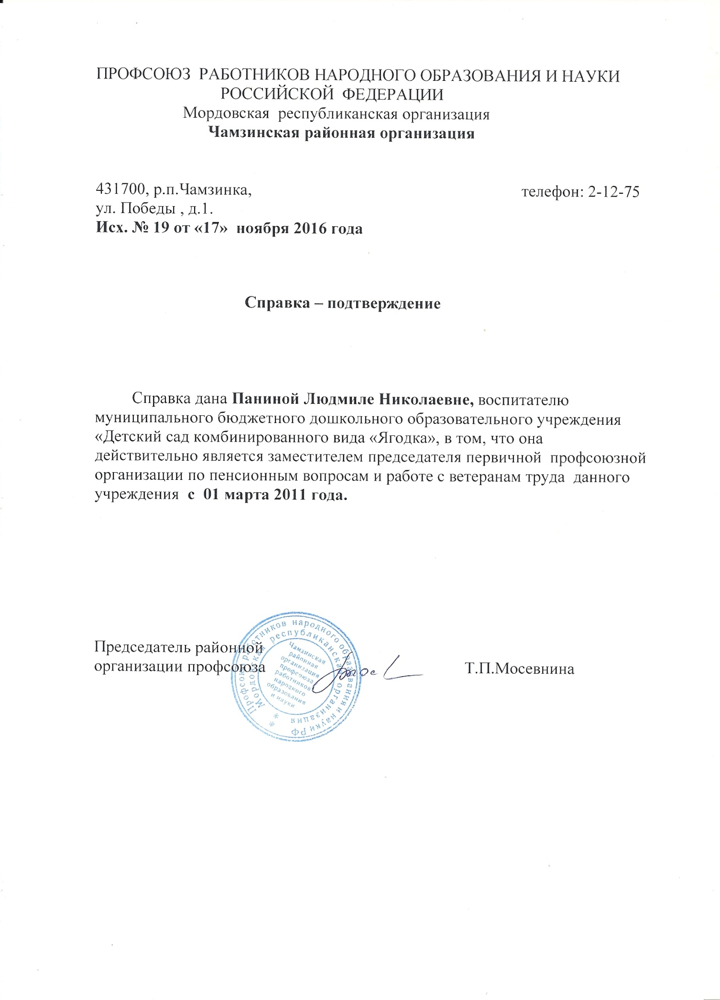 ПРОФСОЮЗ РАБОТНИКОВ НАРОДНОГО ОБРАЗОВАНИЯ И НАУКИ
РОССИЙСКОЙ ФЕДЕРАЦИИ
Мордовская республиканская организация
Чамзинская районная организация
431700, р.п.Чамзинка, телефон: 2-12-75
ул. Победы , д.1.
Исх. № 19 от «17» ноября 2016 года
Справка – подтверждение
Справка дана Паниной Людмиле Николаевне, воспитателю
муниципального бюджетного дошкольного образовательного учреждения
«Детский сад комбинированного вида «Ягодка», в том, что она
действительно является заместителем председателя первичной профсоюзной
организации по пенсионным вопросам и работе с ветеранам труда данного
учреждения с 01 марта 2011 года.
Председатель районной
организации профсоюза Т.П.Мосевнина
Профсоюз работников народного образования и науки РФ
Мордовская республиканская организация
Чамзинская
районная
организация
профсоюза
работников
народного
образования
и науки